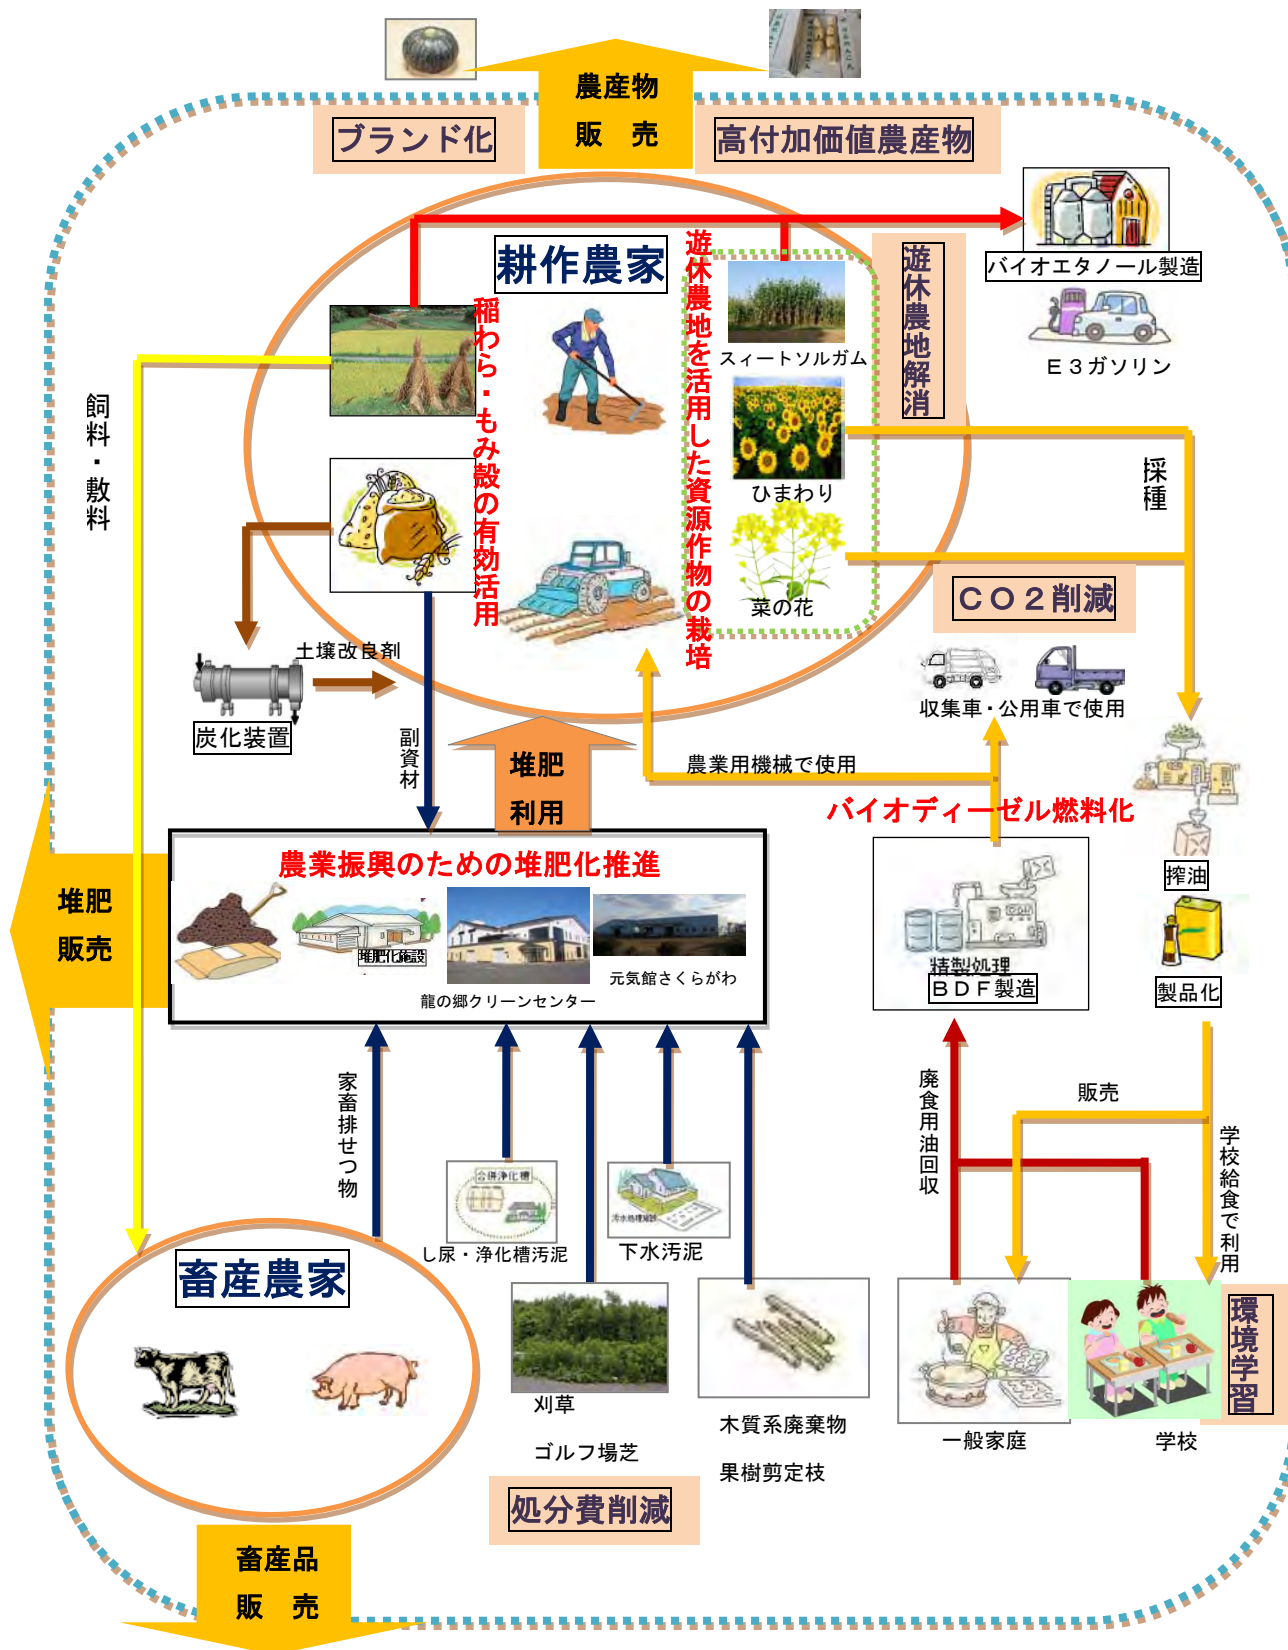 農産物
販　売
ブランド化
高付加価値農産物
耕作農家
遊休農地を活用した資源作物の栽培
遊休農地解消
バイオエタノール製造
Ｅ３ガソリン
スィートソルガム
稲わら・もみ殻の有効活用
飼料・敷料
ひまわり
採種
菜の花
ＣＯ２削減
土壌改良剤
炭化装置
収集車・公用車で使用
副資材
堆肥
利用
農業用機械で使用
バイオディーゼル燃料化
農業振興のための堆肥化推進
搾油
堆肥
販売
堆肥化施設
元気館さくらがわ
龍の郷クリーンセンター
精製処理
ＢＤＦ製造
製品化
家畜排せつ物
廃食用油回収
販売
学校給食で利用
合併浄化槽
汚水処理施設
し尿・浄化槽汚泥
下水汚泥
畜産農家
環境学習
刈草
ゴルフ場芝
木質系廃棄物
果樹剪定枝
一般家庭
学校
処分費削減
畜産品
販　売